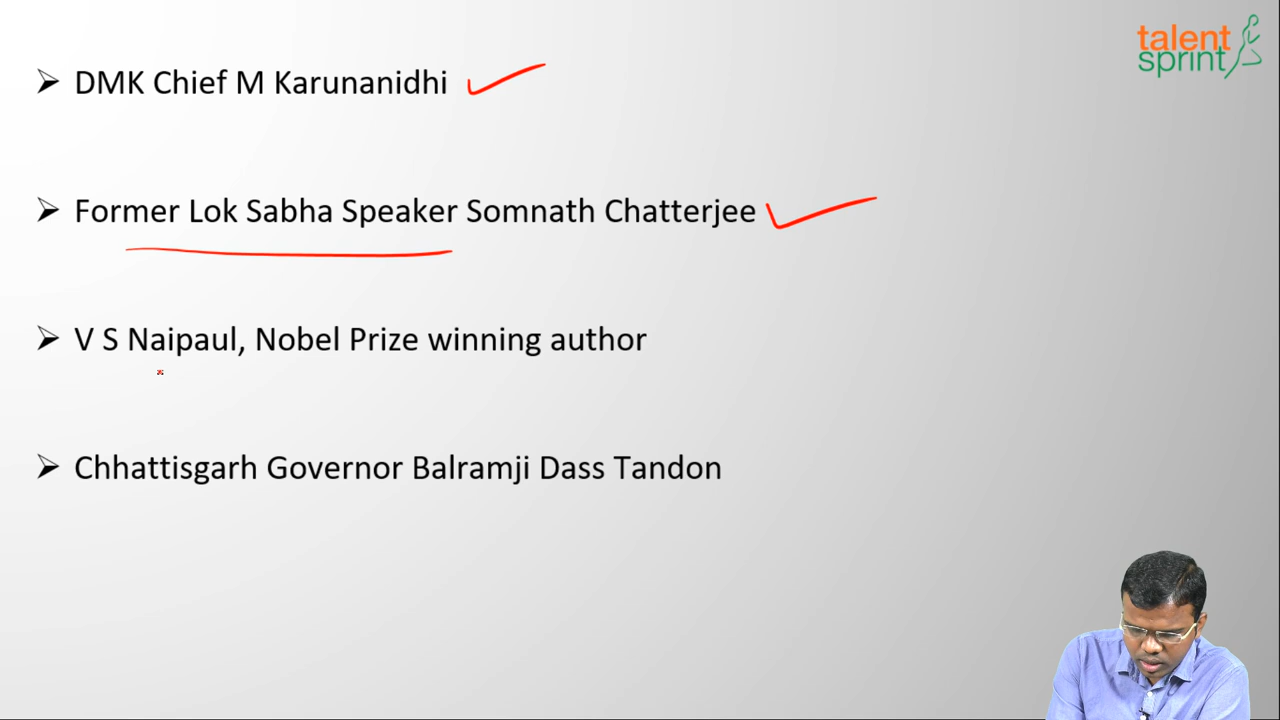 talent
sprint
DMK Chief M Karunanidhi
Former Lok Sabha Speaker Somnath Chatterjee
V S Naipaul, Nobel Prize winning author
Chhattisgarh Governor Balramji Dass Tandon